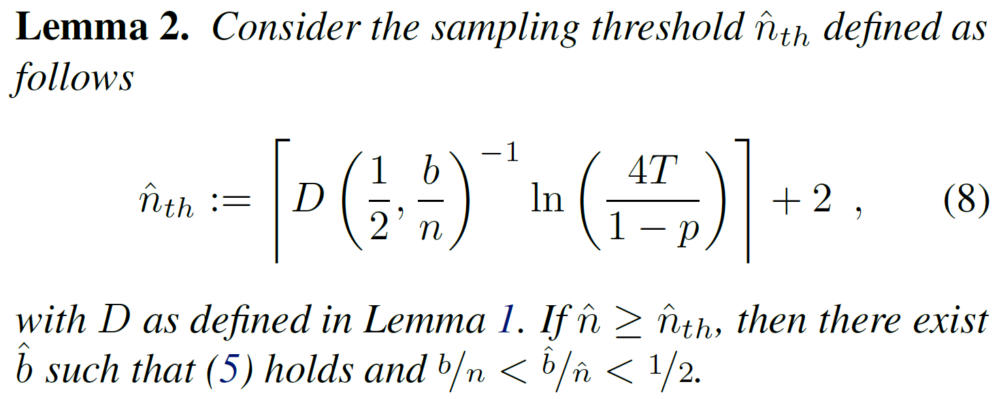 Lemma 2. Consider the sampling threshold $\hat{n}_{th}$ defined as
follows
$$\hat{n}_{th} := \left\lceil D\left(\frac{1}{2}, \frac{b}{n}\right)^{-1} \ln\left(\frac{4T}{1-p}\right) \right\rceil + 2 \ , \quad (8)$$
with $D$ as defined in Lemma 1. If $\hat{n} \geq \hat{n}_{th}$, then there exist
$\hat{b}$ such that (5) holds and $b/n < \hat{b}/\hat{n} < 1/2$.